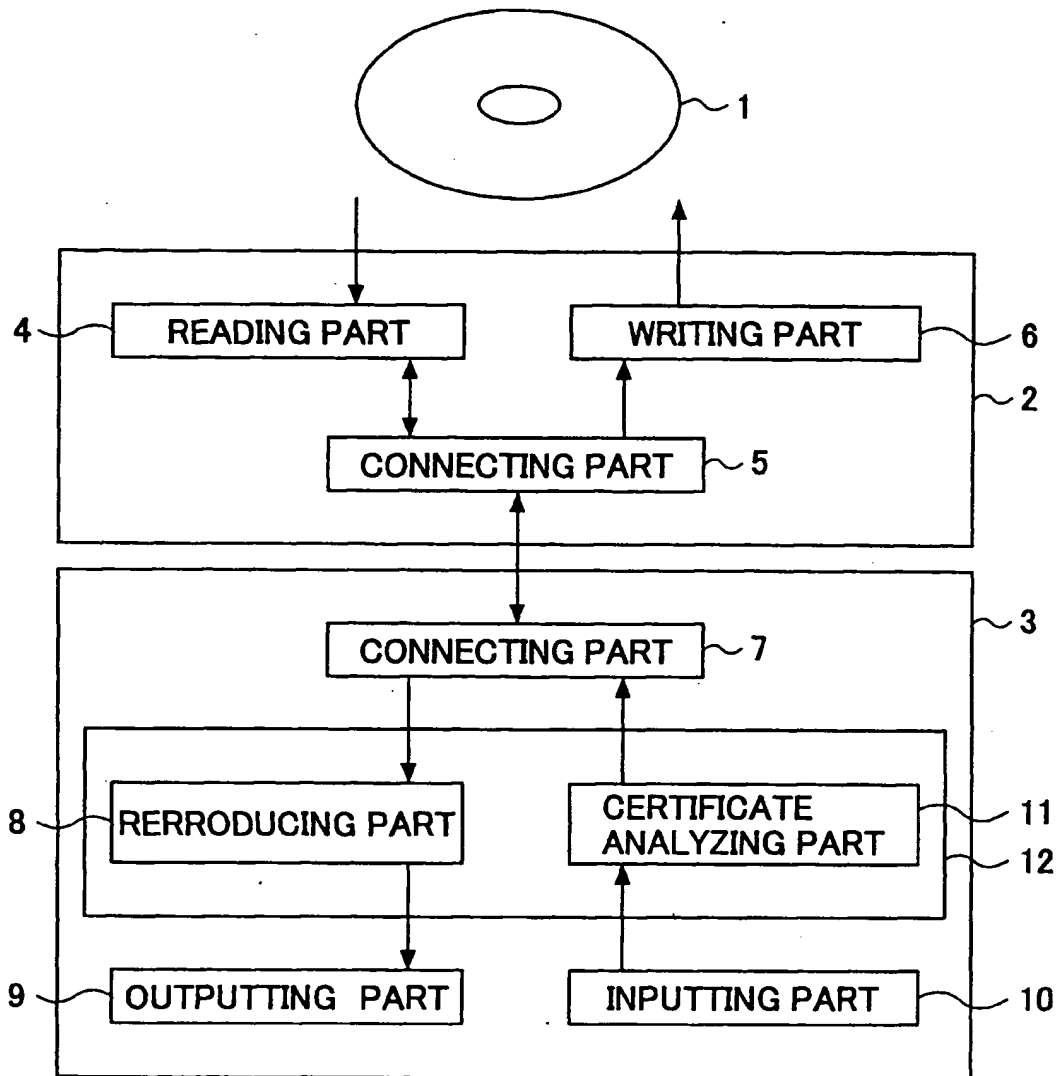 1
4 READING PART WRITING PART 6
2
CONNECTING PART 5
3
CONNECTING PART 7
8 RERRODUCING PART CERTIFICATE 11
ANALYZING PART
12
9 OUTPUTTING PART INPUTTING PART 10